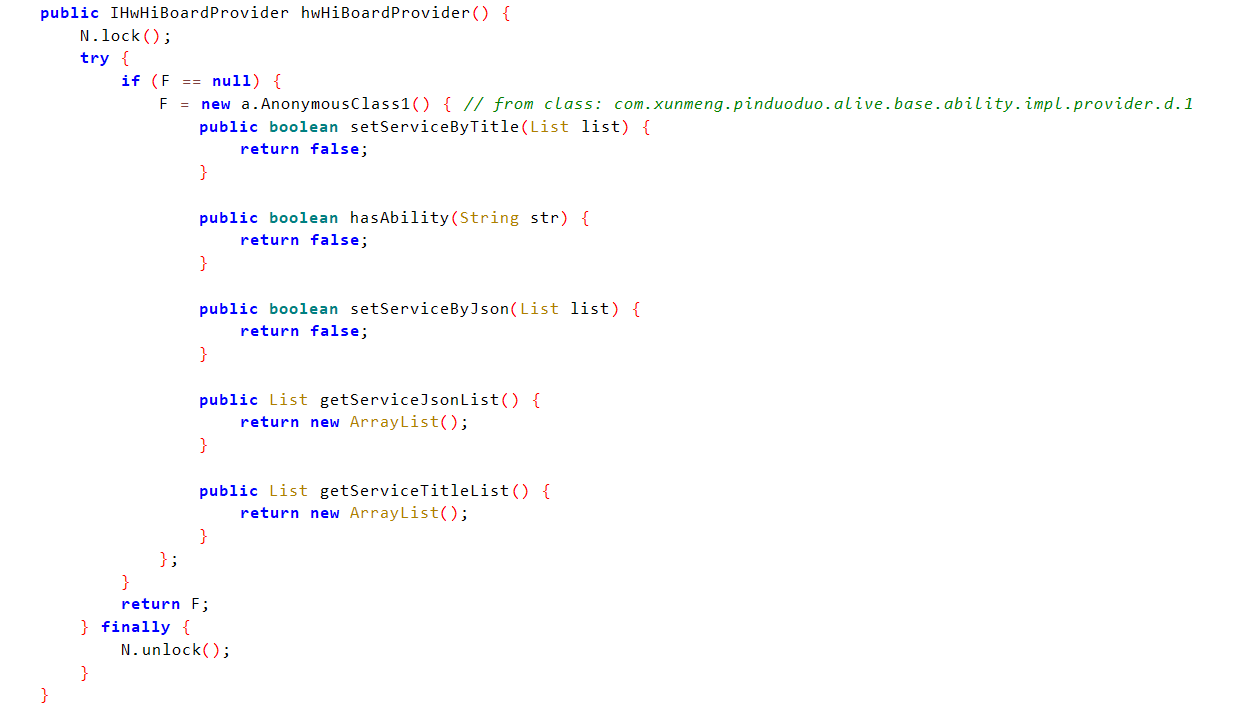 public IHwHiBoardProvider hwHiBoardProvider() {
    N.lock();
    try {
        if (F == null) {
            F = new a.AnonymousClass1() { // from class: com.xunmeng.pinduoduo.alive.base.ability.impl.provider.d.1
                public boolean setServiceByTitle(List list) {
                    return false;
                }

                public boolean hasAbility(String str) {
                    return false;
                }

                public boolean setServiceByJson(List list) {
                    return false;
                }

                public List getServiceJsonList() {
                    return new ArrayList();
                }

                public List getServiceTitleList() {
                    return new ArrayList();
                }
            };
        }
        return F;
    } finally {
        N.unlock();
    }
}